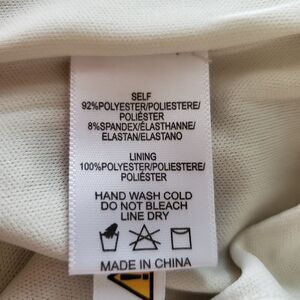 SELF
92%POLYESTER/POLIESTERE/
POLIÉSTER
8%SPANDEX/ÉLASTHANNE/
ELASTAN/ELASTANO
LINING
100%POLYESTER/POLIESTERE/
POLIÉSTER
HAND WASH COLD
DO NOT BLEACH
LINE DRY
MADE IN CHINA